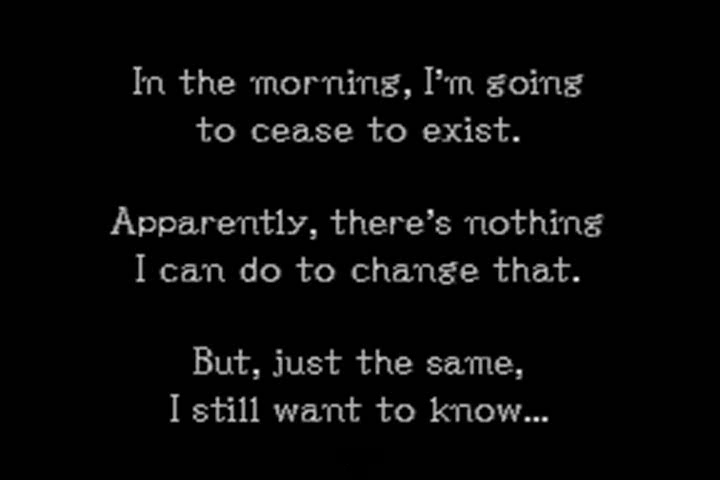 In the morning, I'm going
to cease to exist.
Apparently, there's nothing
I can do to change that.
But, just the same,
I still want to know...